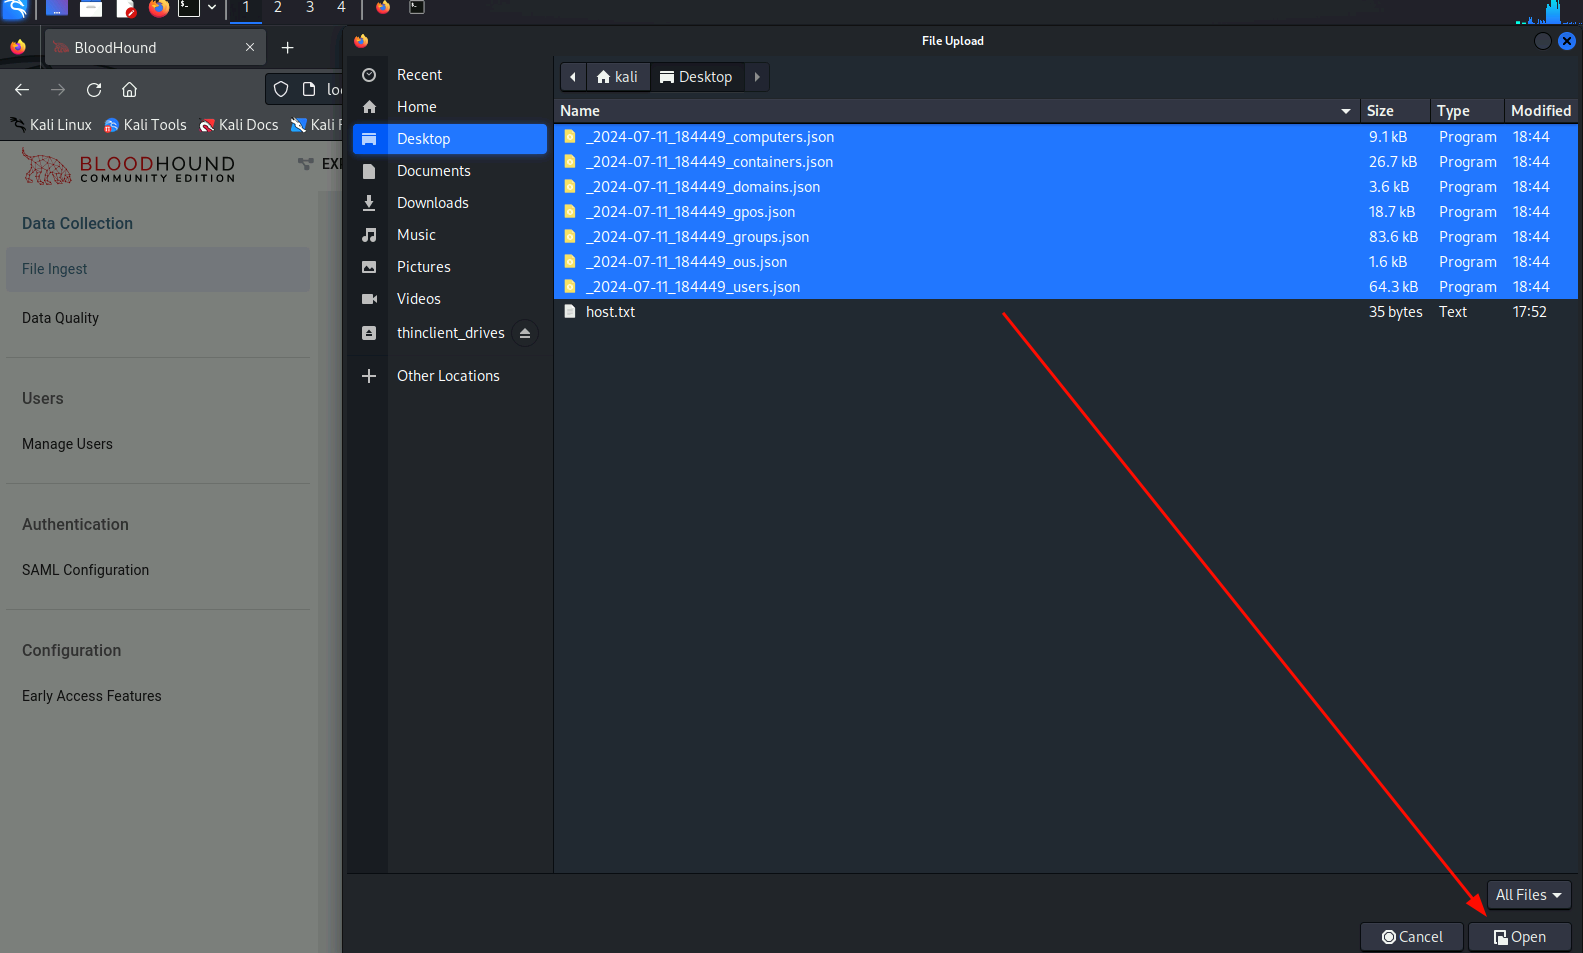 1 2 3 4
BloodHound
File Upload
Kali Linux Kali Tools Kali Docs Kali
BLOODHOUND
COMMUNITY EDITION
Data Collection
File Ingest
Data Quality
Users
Manage Users
Authentication
SAML Configuration
Configuration
Early Access Features
Recent
Home
Desktop
Documents
Downloads
Music
Pictures
Videos
thinclient_drives
Other Locations
kali Desktop
Name Size Type Modified
_2024-07-11_184449_computers.json 9.1 kB Program 18:44
_2024-07-11_184449_containers.json 26.7 kB Program 18:44
_2024-07-11_184449_domains.json 3.6 kB Program 18:44
_2024-07-11_184449_gpos.json 18.7 kB Program 18:44
_2024-07-11_184449_groups.json 83.6 kB Program 18:44
_2024-07-11_184449_ous.json 1.6 kB Program 18:44
_2024-07-11_184449_users.json 64.3 kB Program 18:44
host.txt 35 bytes Text 17:52
All Files
Cancel Open